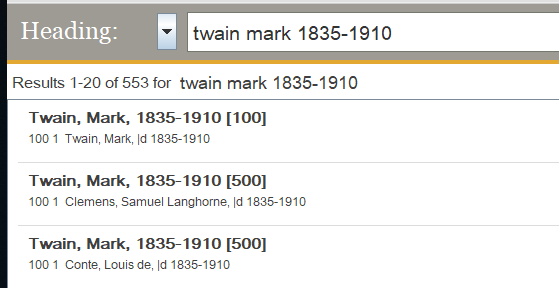 Heading: twain mark 1835-1910
Results 1-20 of 553 for twain mark 1835-1910
Twain, Mark, 1835-1910 [100]
100 1 Twain, Mark, |d 1835-1910
Twain, Mark, 1835-1910 [500]
100 1 Clemens, Samuel Langhorne, |d 1835-1910
Twain, Mark, 1835-1910 [500]
100 1 Conte, Louis de, |d 1835-1910